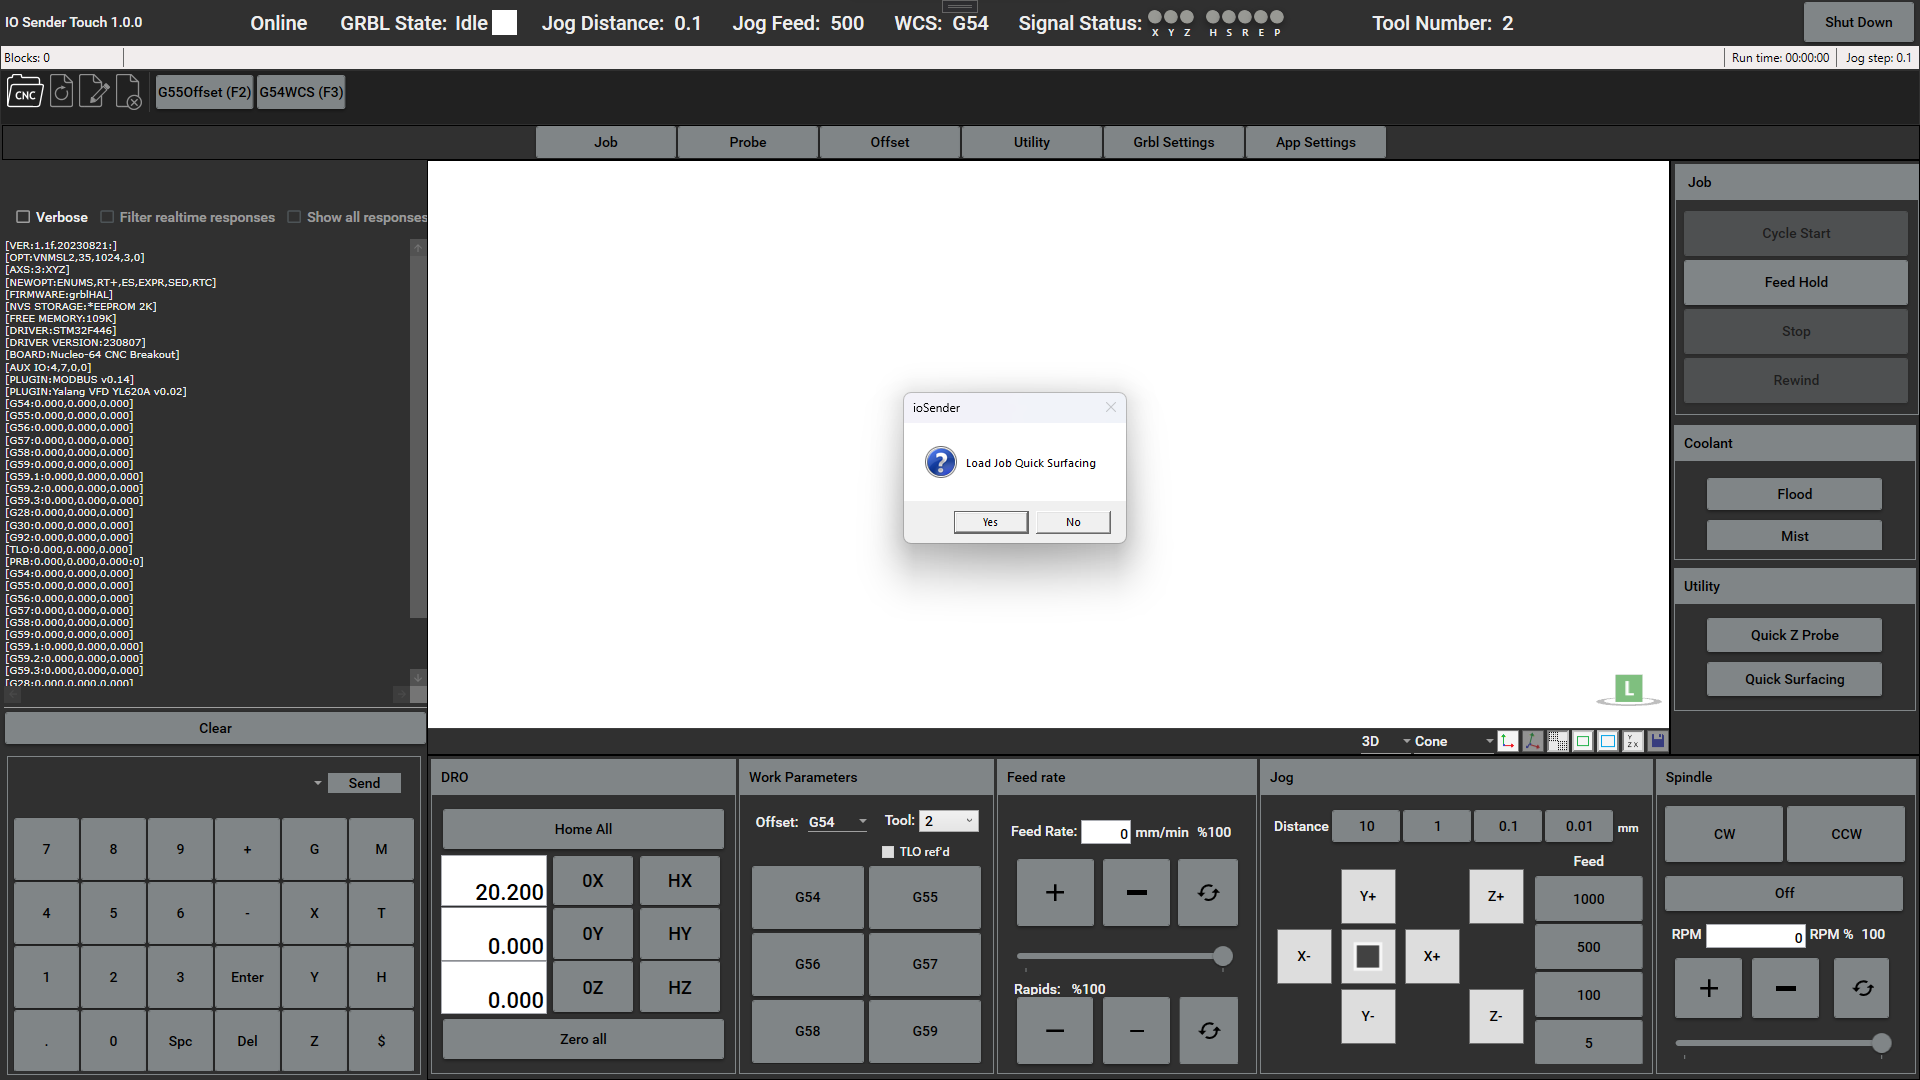 IO Sender Touch 1.0.0
Online
GRBL State: Idle
Jog Distance: 0.1
Jog Feed: 500
WCS: G54
Signal Status:
X Y Z H S R E P
Tool Number: 2
Shut Down
Blocks: 0
Run time: 00:00:00
Jog step: 0.1
CNC
G55Offset (F2)
G54WCS (F3)
Job
Probe
Offset
Utility
Grbl Settings
App Settings
Verbose
Filter realtime responses
Show all responses
[VER:1.1f.20230821:]
[OPT:VNMSL2,35,1024,3,0]
[AXS:3:XYZ]
[NEWOPT:ENUMS,RT+,ES,EXPR,SED,RTC]
[FIRMWARE:grblHAL]
[NVS STORAGE:*EEPROM 2K]
[FREE MEMORY:109K]
[DRIVER:STM32F446]
[DRIVER VERSION:230807]
[BOARD:Nucleo-64 CNC Breakout]
[AUX IO:4,7,0,0]
[PLUGIN:MODBUS v0.14]
[PLUGIN:Yalang VFD YL620A v0.02]
[G54:0.000,0.000,0.000]
[G55:0.000,0.000,0.000]
[G56:0.000,0.000,0.000]
[G57:0.000,0.000,0.000]
[G58:0.000,0.000,0.000]
[G59:0.000,0.000,0.000]
[G59.1:0.000,0.000,0.000]
[G59.2:0.000,0.000,0.000]
[G59.3:0.000,0.000,0.000]
[G28:0.000,0.000,0.000]
[G30:0.000,0.000,0.000]
[G92:0.000,0.000,0.000]
[TLO:0.000,0.000,0.000]
[PRB:0.000,0.000,0.000:0]
[G54:0.000,0.000,0.000]
[G55:0.000,0.000,0.000]
[G56:0.000,0.000,0.000]
[G57:0.000,0.000,0.000]
[G58:0.000,0.000,0.000]
[G59:0.000,0.000,0.000]
[G59.1:0.000,0.000,0.000]
[G59.2:0.000,0.000,0.000]
[G59.3:0.000,0.000,0.000]
[G28:0.000,0.000,0.000]
Clear
Send
7 8 9 + G M
4 5 6 - X T
1 2 3 Enter Y H
. 0 Spc Del Z $
ioSender
Load Job Quick Surfacing
Yes
No
L
3D
Cone
Y
Z X
Job
Cycle Start
Feed Hold
Stop
Rewind
Coolant
Flood
Mist
Utility
Quick Z Probe
Quick Surfacing
DRO
Home All
20.200 0X HX
0.000 0Y HY
0.000 0Z HZ
Zero all
Work Parameters
Offset: G54
Tool: 2
TLO ref'd
G54 G55
G56 G57
G58 G59
Feed rate
Feed Rate: 0 mm/min %100
+ −
Rapids: %100
− −
Jog
Distance 10 1 0.1 0.01 mm
Feed
Y+ Z+
X- X+
Y- Z-
1000
500
100
5
Spindle
CW CCW
Off
RPM 0 RPM % 100
+ −